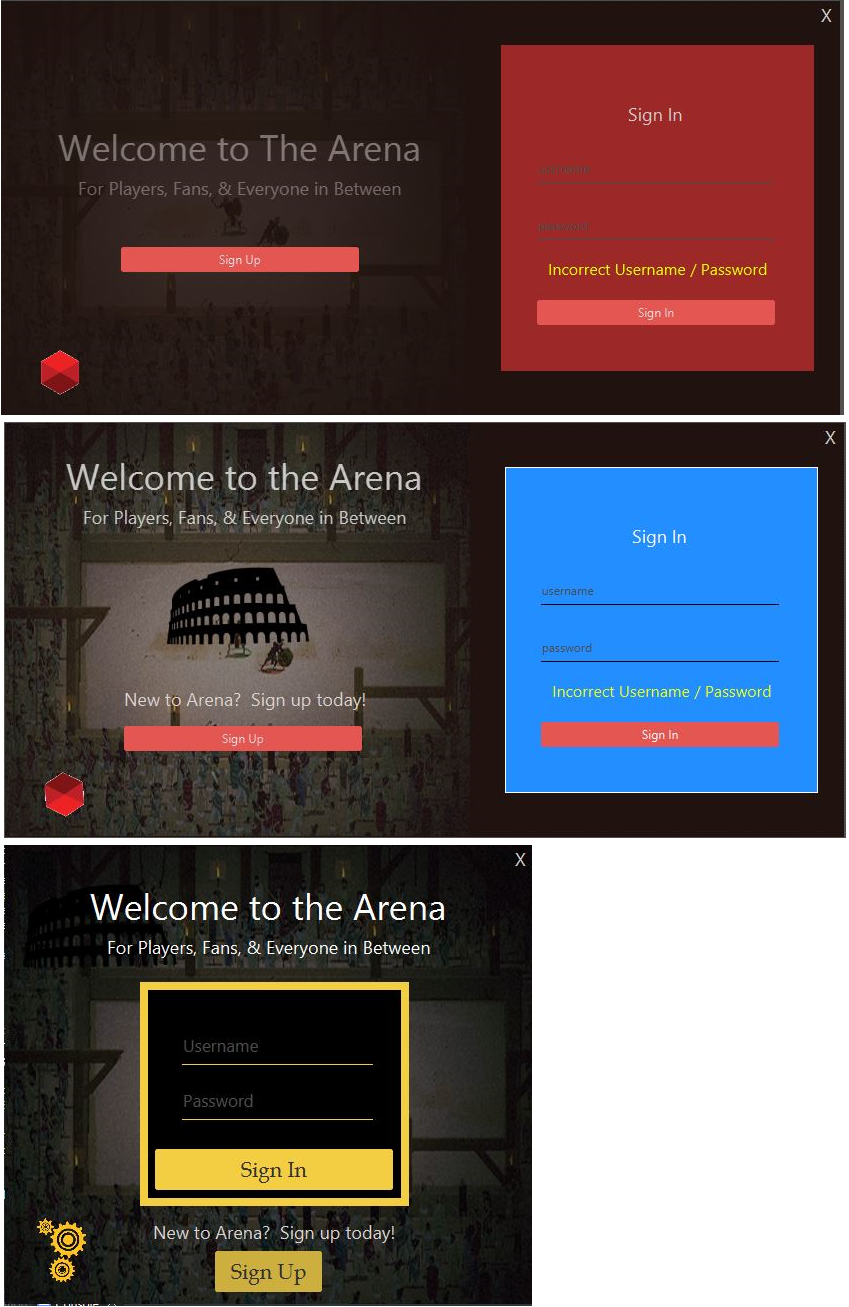 X
Welcome to The Arena
For Players, Fans, & Everyone in Between
Sign Up
Sign In
username
password
Incorrect Username / Password
Sign In
X
Welcome to the Arena
For Players, Fans, & Everyone in Between
New to Arena? Sign up today!
Sign Up
Sign In
username
password
Incorrect Username / Password
Sign In
X
Welcome to the Arena
For Players, Fans, & Everyone in Between
Username
Password
Sign In
New to Arena? Sign up today!
Sign Up